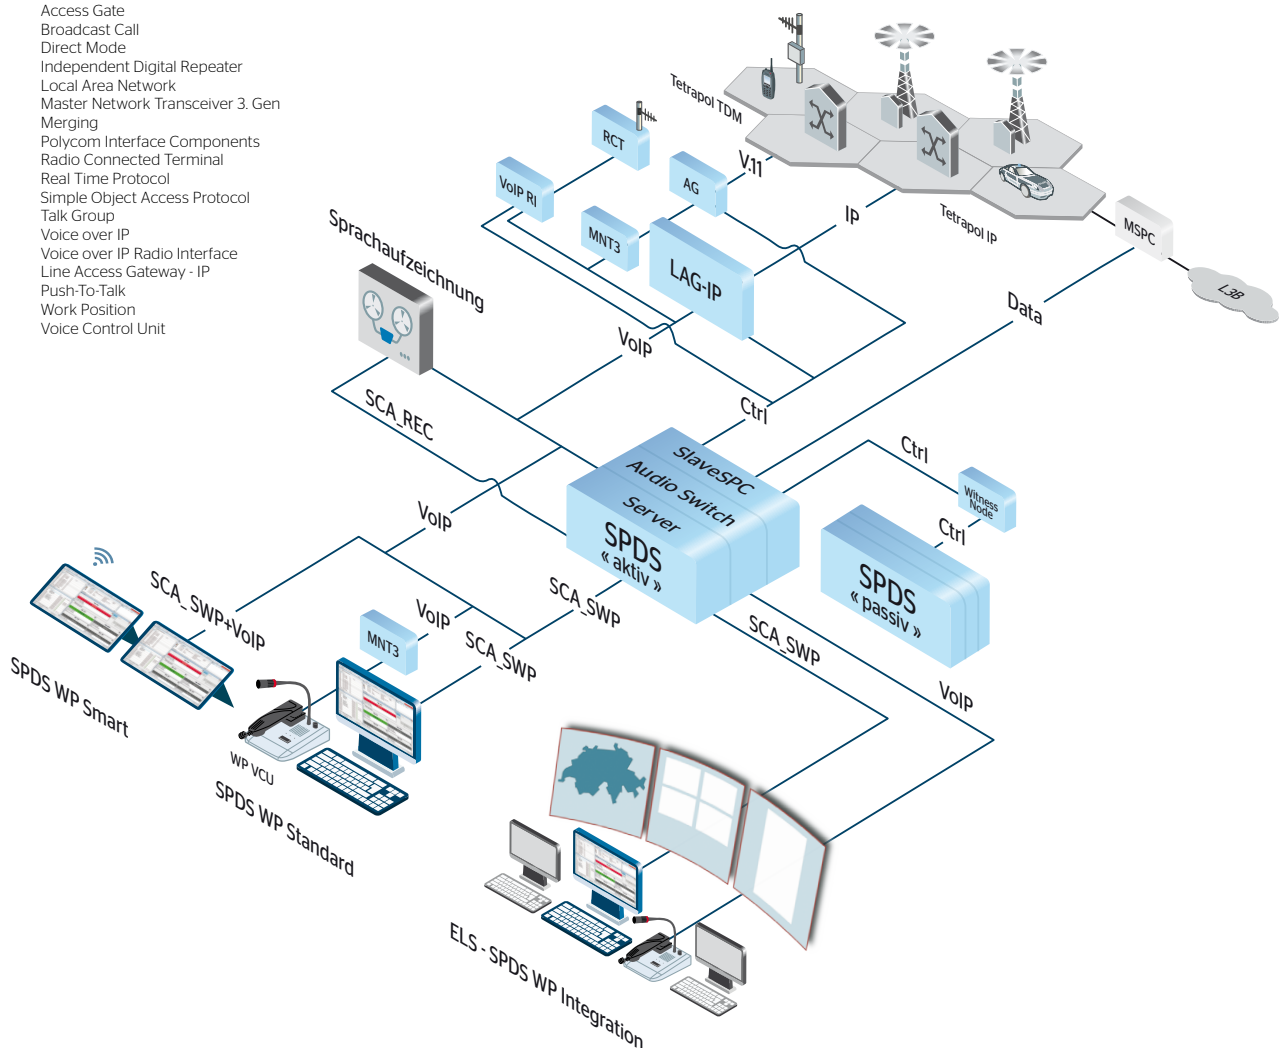 Access Gate
Broadcast Call
Direct Mode
Independent Digital Repeater
Local Area Network
Master Network Transceiver 3. Gen
Merging
Polycom Interface Components
Radio Connected Terminal
Real Time Protocol
Simple Object Access Protocol
Talk Group
Voice over IP
Voice over IP Radio Interface
Line Access Gateway - IP
Push-To-Talk
Work Position
Voice Control Unit
Tetrapol TDM
RCT
V.11
AG
VoIP RI
IP
Tetrapol IP
MSPC
MNT3
LAG-IP
L3B
Sprachaufzeichnung
Data
VoIP
SCA_REC
Ctrl
SlaveSPC
Audio Switch
Server
SPDS
« aktiv »
Ctrl
Witness
Node
Ctrl
SPDS
« passiv »
VoIP
SCA_ SWP+VoIP
SCA_SWP
VoIP
MNT3
SCA_SWP
SCA_SWP
VoIP
SPDS WP Smart
WP VCU
SPDS WP Standard
ELS - SPDS WP Integration